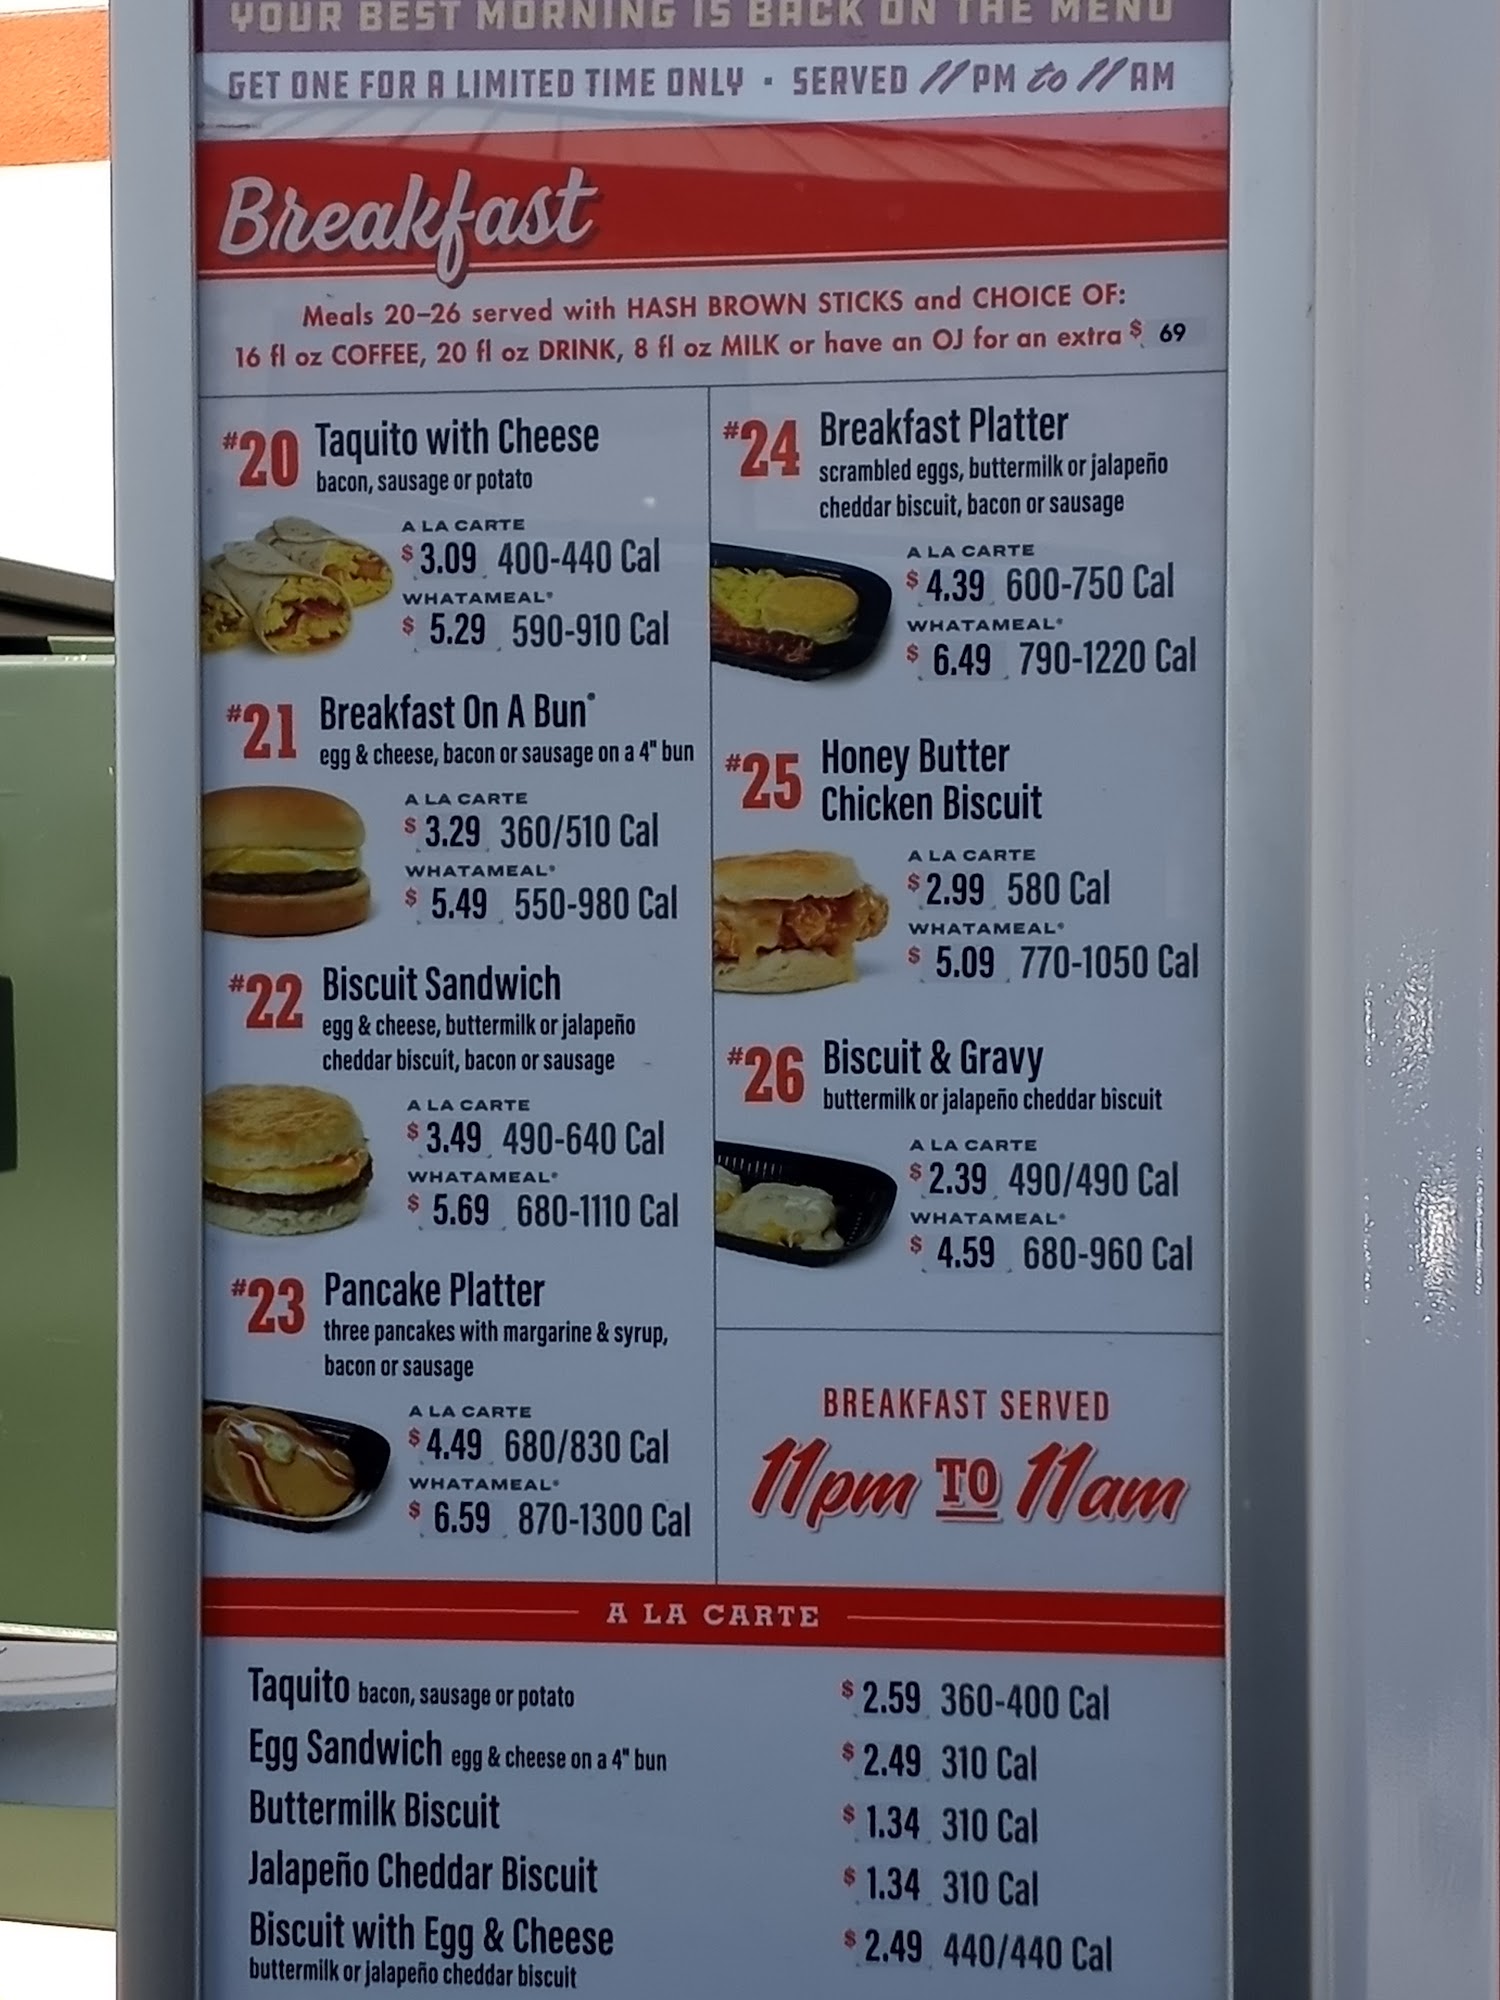 YOUR BEST MORNING IS BACK ON THE MENU
GET ONE FOR A LIMITED TIME ONLY • SERVED 11PM to 11AM
Breakfast
Meals 20–26 served with HASH BROWN STICKS and CHOICE OF:
16 fl oz COFFEE, 20 fl oz DRINK, 8 fl oz MILK or have an OJ for an extra $ 69
#20 Taquito with Cheese
bacon, sausage or potato
A LA CARTE
$3.09 400-440 Cal
WHATAMEAL®
$ 5.29 590-910 Cal
#21 Breakfast On A Bun®
egg & cheese, bacon or sausage on a 4" bun
A LA CARTE
$ 3.29 360/510 Cal
WHATAMEAL®
$ 5.49 550-980 Cal
#22 Biscuit Sandwich
egg & cheese, buttermilk or jalapeño
cheddar biscuit, bacon or sausage
A LA CARTE
$ 3.49 490-640 Cal
WHATAMEAL®
$ 5.69 680-1110 Cal
#23 Pancake Platter
three pancakes with margarine & syrup,
bacon or sausage
A LA CARTE
$ 4.49 680/830 Cal
WHATAMEAL®
$ 6.59 870-1300 Cal
#24 Breakfast Platter
scrambled eggs, buttermilk or jalapeño
cheddar biscuit, bacon or sausage
A LA CARTE
$ 4.39 600-750 Cal
WHATAMEAL®
$ 6.49 790-1220 Cal
#25 Honey Butter
Chicken Biscuit
A LA CARTE
$ 2.99 580 Cal
WHATAMEAL®
$ 5.09 770-1050 Cal
#26 Biscuit & Gravy
buttermilk or jalapeño cheddar biscuit
A LA CARTE
$ 2.39 490/490 Cal
WHATAMEAL®
$ 4.59 680-960 Cal
BREAKFAST SERVED
11pm TO 11am
A LA CARTE
Taquito bacon, sausage or potato $ 2.59 360-400 Cal
Egg Sandwich egg & cheese on a 4" bun $ 2.49 310 Cal
Buttermilk Biscuit $ 1.34 310 Cal
Jalapeño Cheddar Biscuit $ 1.34 310 Cal
Biscuit with Egg & Cheese $ 2.49 440/440 Cal
buttermilk or jalapeño cheddar biscuit